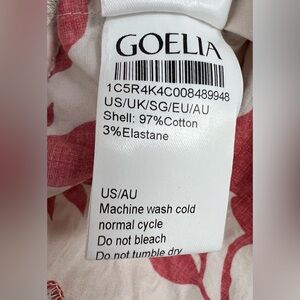 GOELIA
1C5R4K4C008489948
US/UK/SG/EU/AU
Shell: 97%Cotton
3%Elastane
US/AU
Machine wash cold
normal cycle
Do not bleach
Do not tumble dry